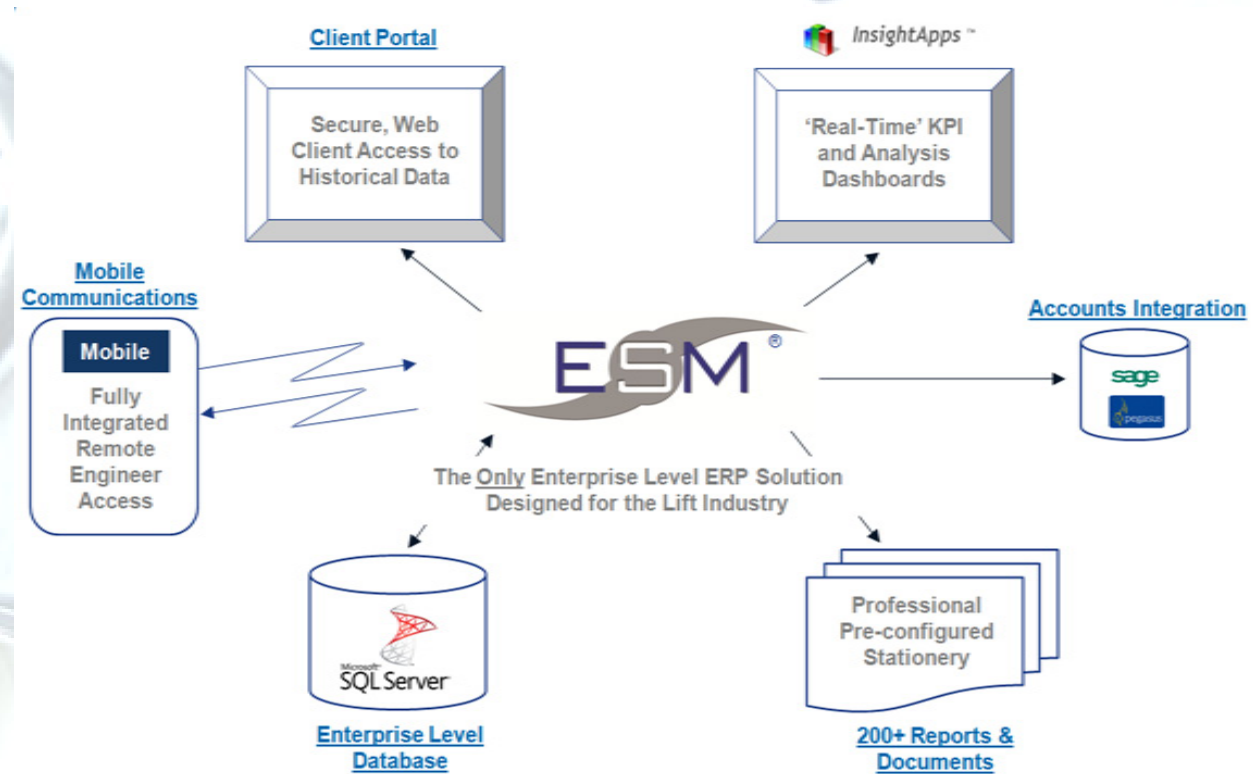 Client Portal
InsightApps ™
Secure, Web
Client Access to
Historical Data
‘Real-Time’ KPI
and Analysis
Dashboards
Mobile
Communications
Mobile
Fully
Integrated
Remote
Engineer
Access
ESM ®
Accounts Integration
sage
pegasus
The Only Enterprise Level ERP Solution
Designed for the Lift Industry
Microsoft
SQL Server
Enterprise Level
Database
Professional
Pre-configured
Stationery
200+ Reports &
Documents